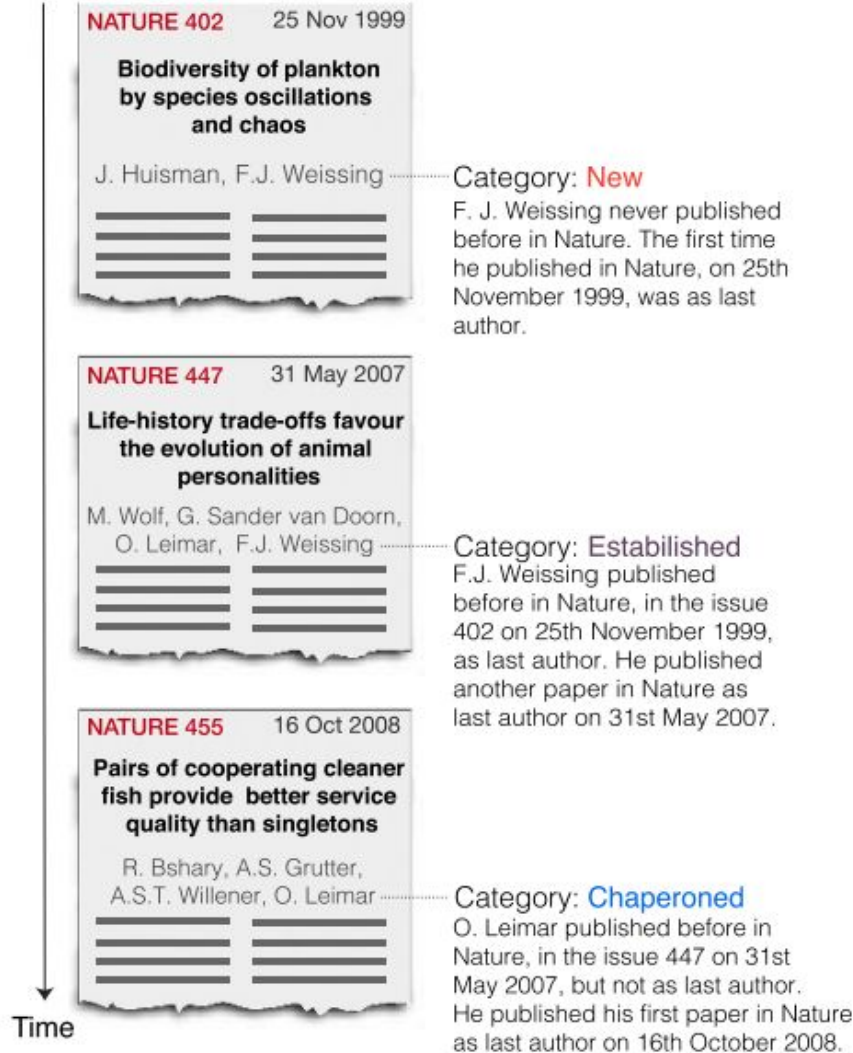 NATURE 402 25 Nov 1999
Biodiversity of plankton
by species oscillations
and chaos
J. Huisman, F.J. Weissing
Category: New
F. J. Weissing never published
before in Nature. The first time
he published in Nature, on 25th
November 1999, was as last
author.
NATURE 447 31 May 2007
Life-history trade-offs favour
the evolution of animal
personalities
M. Wolf, G. Sander van Doorn,
O. Leimar, F.J. Weissing
Category: Estabilished
F.J. Weissing published
before in Nature, in the issue
402 on 25th November 1999,
as last author. He published
another paper in Nature as
last author on 31st May 2007.
NATURE 455 16 Oct 2008
Pairs of cooperating cleaner
fish provide better service
quality than singletons
R. Bshary, A.S. Grutter,
A.S.T. Willener, O. Leimar
Category: Chaperoned
O. Leimar published before in
Nature, in the issue 447 on 31st
May 2007, but not as last author.
He published his first paper in Nature
as last author on 16th October 2008.
Time